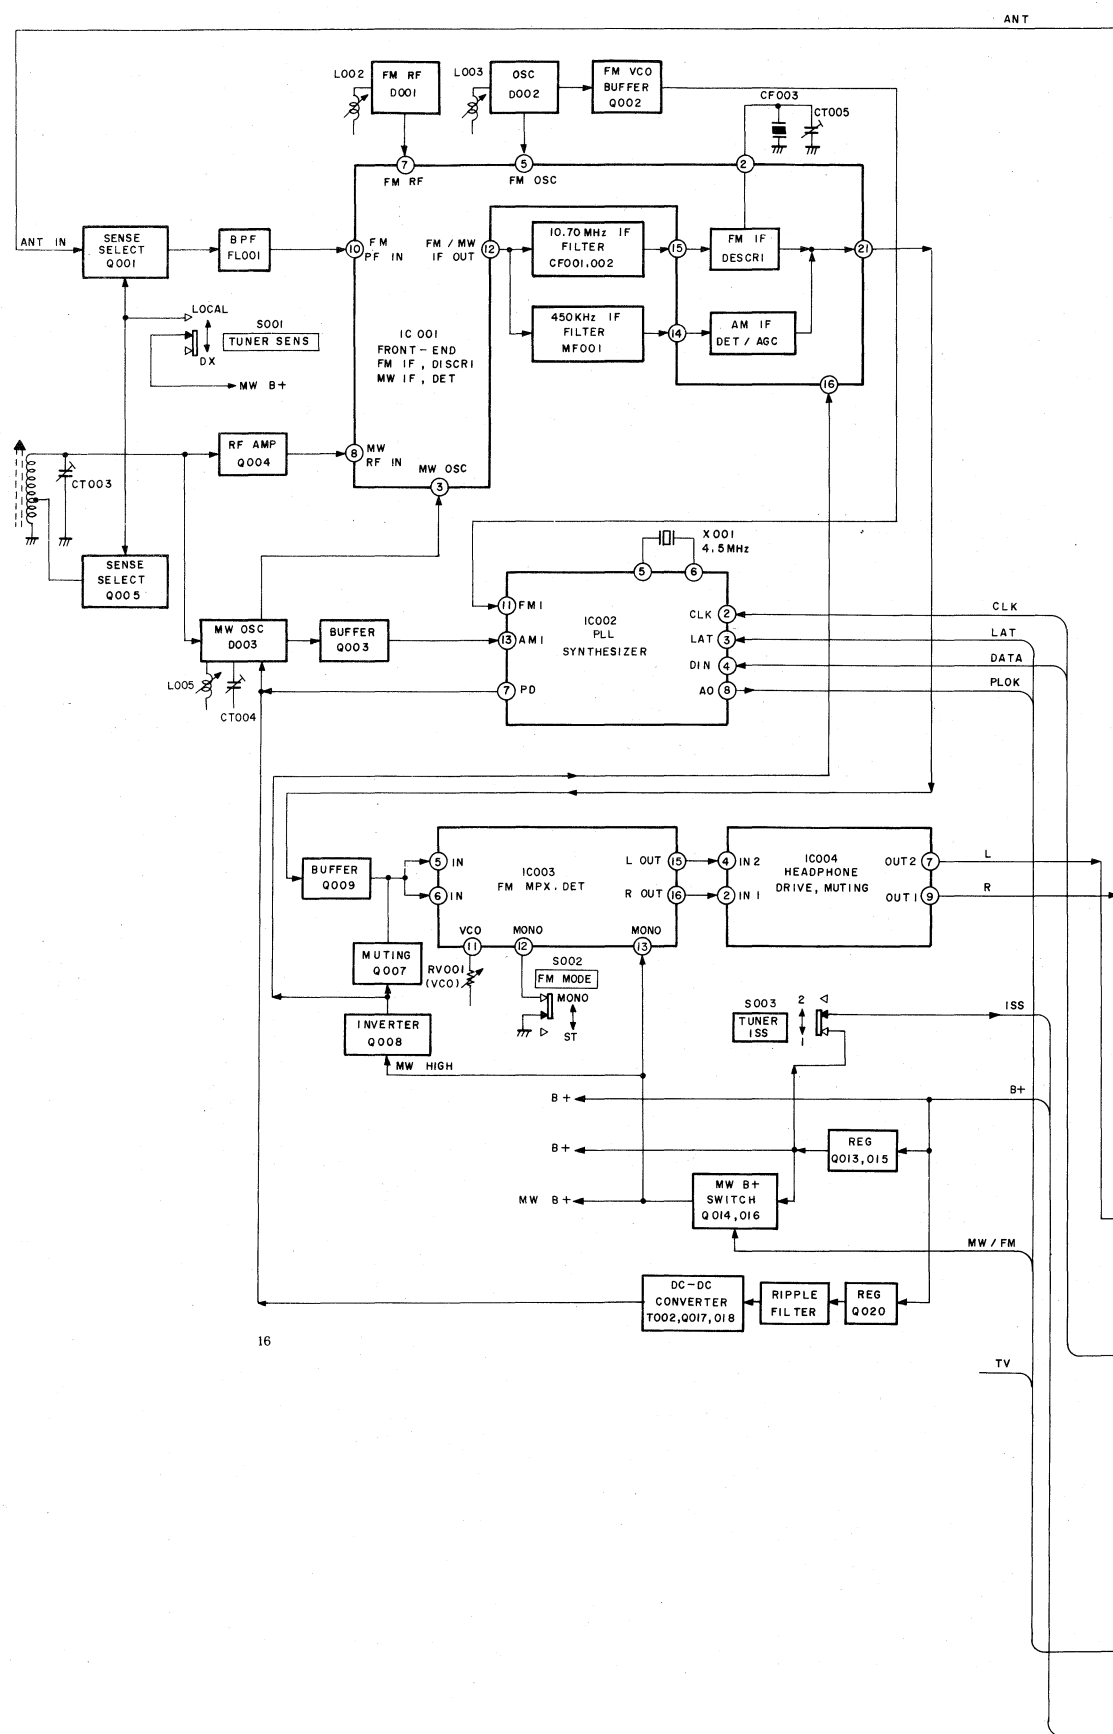 ANT
L002
FM RF
D001
L003
OSC
D002
FM VCO
BUFFER
Q002
CF003
CT005
7
FM RF
5
FM OSC
2
ANT IN
SENSE
SELECT
Q001
BPF
FL001
10
FM
PF IN
FM / MW
IF OUT
12
10.70MHz IF
FILTER
CF001,002
15
FM IF
DESCRI
21
450KHz IF
FILTER
MF001
14
AM IF
DET / AGC
16
LOCAL
DX
S001
TUNER SENS
MW B+
IC 001
FRONT-END
FM IF, DISCRI
MW IF, DET
CT003
RF AMP
Q004
8
MW
RF IN
MW OSC
3
SENSE
SELECT
Q005
X001
4.5MHz
5
6
11
FM1
IC002
PLL
SYNTHESIZER
CLK
2
CLK
MW OSC
D003
BUFFER
Q003
13
AM1
LAT
3
LAT
DIN
4
DATA
L005
CT004
7
PD
AO
8
PLOK
BUFFER
Q009
5
IN
6
IN
IC003
FM MPX.DET
L OUT
15
R OUT
16
4
IN2
2
IN1
IC004
HEADPHONE
DRIVE, MUTING
OUT2
7
L
OUT1
9
R
VCO
11
MONO
12
MONO
13
MUTING
Q007
RV001
(VCO)
S002
FM MODE
MONO
ST
INVERTER
Q008
MW HIGH
S003
TUNER
ISS
2
1
ISS
B+
B+
B+
REG
Q013,015
MW B+
MW B+
SWITCH
Q014,016
MW/FM
DC-DC
CONVERTER
T002,Q017,018
RIPPLE
FILTER
REG
Q020
16
TV